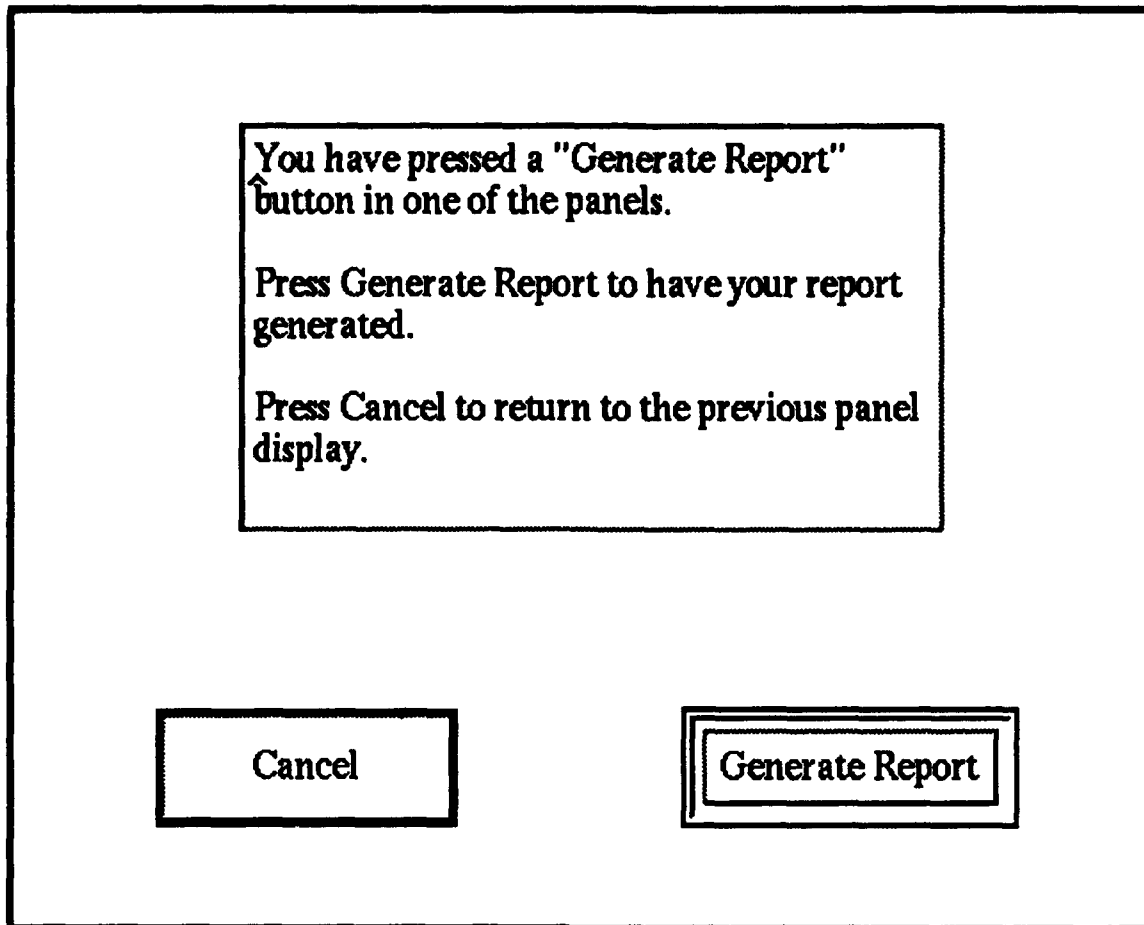 You have pressed a "Generate Report"
button in one of the panels.
Press Generate Report to have your report
generated.
Press Cancel to return to the previous panel
display.
Cancel
Generate Report